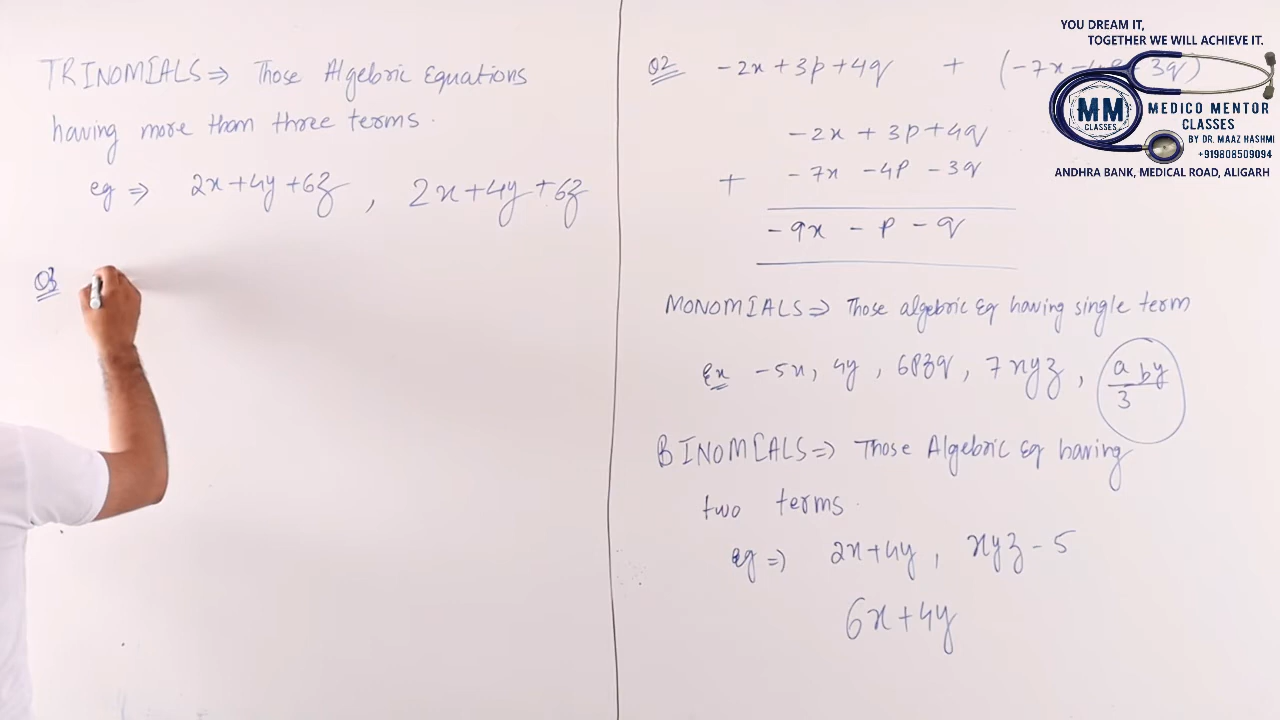 TRINOMIALS ⇒ Those Algebric Equations
having more than three terms.
eg ⇒ 2x+4y+6z , 2x+4y+6z
Q3
Q2 -2x+3p+4q + (-7x-4p-3q)
-2x + 3p+4q
+ -7x -4p -3q
-9x - p - q
MONOMIALS ⇒ Those algebric Eq having single term
Ex -5x, 4y, 6pzq, 7xyz, a/3 by
BINOMIALS ⇒ Those Algebric Eq having
two terms.
eg ⇒ 2x+4y , xyz - 5
6x+4y
YOU DREAM IT,
TOGETHER WE WILL ACHIEVE IT.
MM
CLASSES
MEDICO MENTOR
CLASSES
BY DR. MAAZ HASHMI
+919808509094
ANDHRA BANK, MEDICAL ROAD, ALIGARH